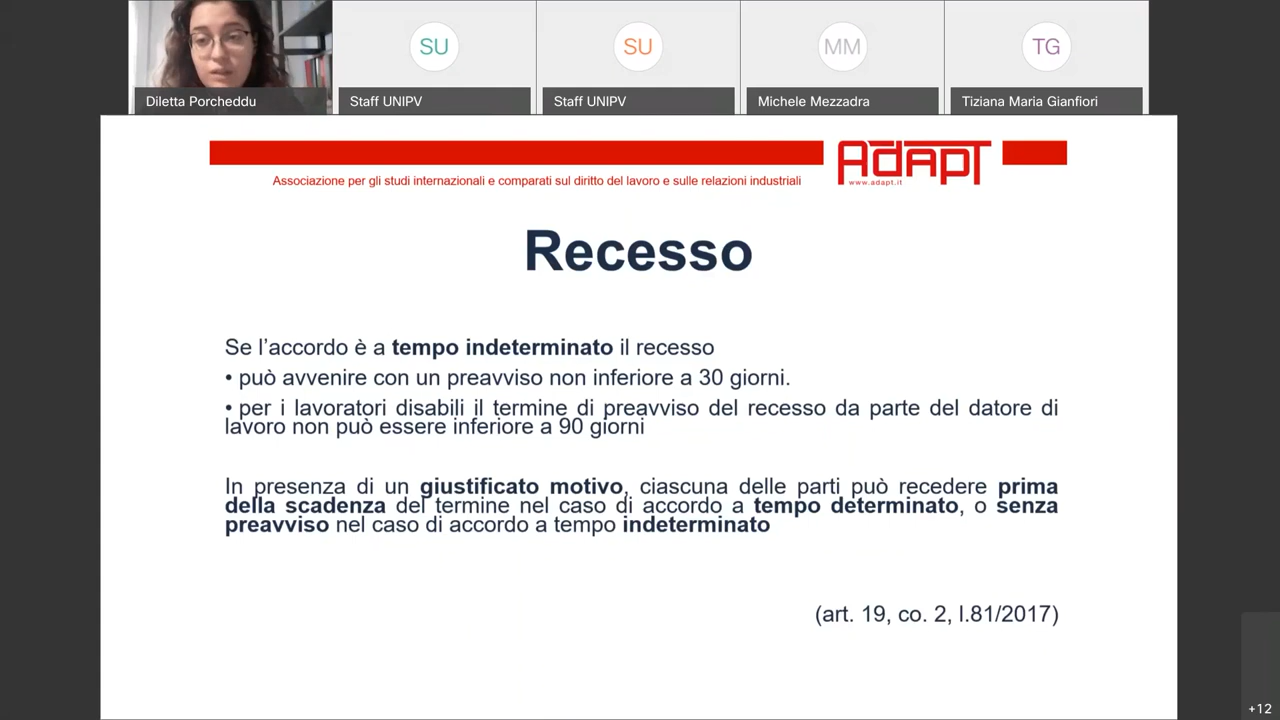 SU
SU
MM
TG
Diletta Porcheddu
Staff UNIPV
Staff UNIPV
Michele Mezzadra
Tiziana Maria Gianfiori
AdapT
www.adapt.it
Associazione per gli studi internazionali e comparati sul diritto del lavoro e sulle relazioni industriali
Recesso
Se l’accordo è a tempo indeterminato il recesso
• può avvenire con un preavviso non inferiore a 30 giorni.
• per i lavoratori disabili il termine di preavviso del recesso da parte del datore di
lavoro non può essere inferiore a 90 giorni
In presenza di un giustificato motivo, ciascuna delle parti può recedere prima
della scadenza del termine nel caso di accordo a tempo determinato, o senza
preavviso nel caso di accordo a tempo indeterminato
(art. 19, co. 2, l.81/2017)
+12